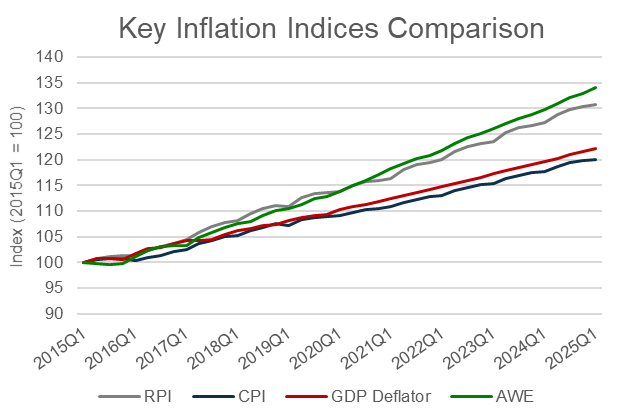 Key Inflation Indices Comparison
Index (2015Q1 = 100)
140
135
130
125
120
115
110
105
100
95
90
2015Q1
2016Q1
2017Q1
2018Q1
2019Q1
2020Q1
2021Q1
2022Q1
2023Q1
2024Q1
2025Q1
RPI CPI GDP Deflator AWE